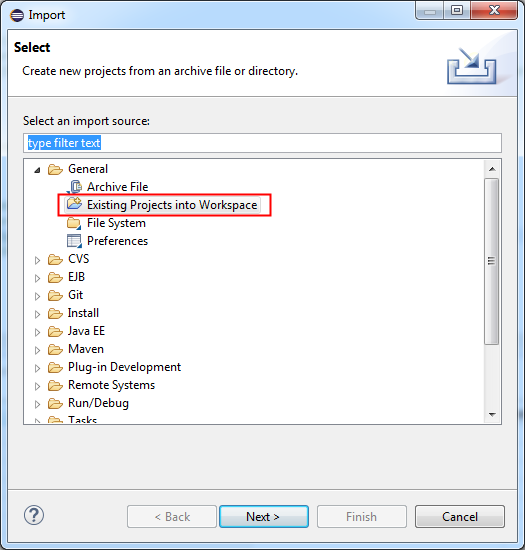 Import
Select
Create new projects from an archive file or directory.
Select an import source:
type filter text
General
Archive File
Existing Projects into Workspace
File System
Preferences
CVS
EJB
Git
Install
Java EE
Maven
Plug-in Development
Remote Systems
Run/Debug
Tasks
?
< Back
Next >
Finish
Cancel